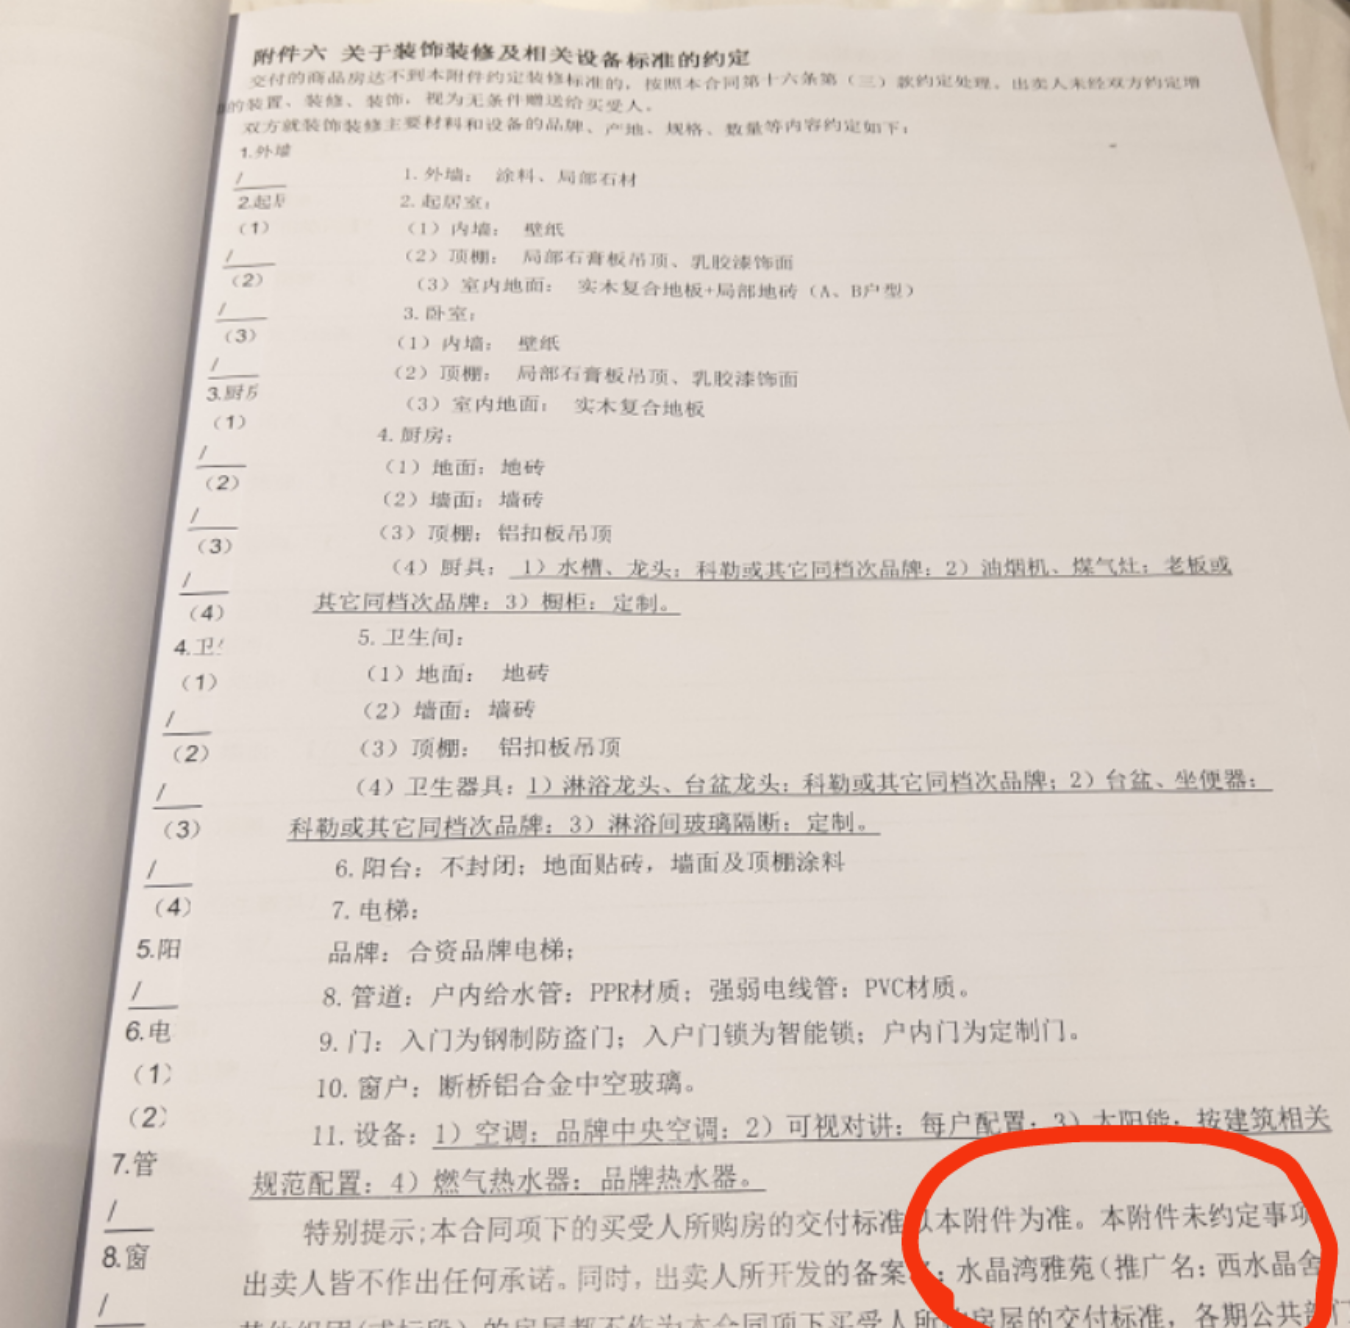 附件六 关于装饰装修及相关设备标准的约定
交付的商品房达不到本附件约定装修标准的，按照本合同第十六条第（三）款约定处理。出卖人未经双方约定增
的装置、装修、装饰，视为无条件赠送给买受人。
双方就装饰装修主要材料和设备的品牌、产地、规格、数量等内容约定如下：
1.外墙
/
2.起居
(1)
/
(2)
/
(3)
/
3.厨房
(1)
/
(2)
/
(3)
/
(4)
4.卫生
(1)
/
(2)
/
(3)
/
(4)
5.阳
/
6.电
(1)
(2)
7.管
/
8.窗
/
1.外墙： 涂料、局部石材
2.起居室：
（1）内墙： 壁纸
（2）顶棚： 局部石膏板吊顶、乳胶漆饰面
（3）室内地面： 实木复合地板+局部地砖（A、B户型）
3.卧室：
（1）内墙： 壁纸
（2）顶棚： 局部石膏板吊顶、乳胶漆饰面
（3）室内地面： 实木复合地板
4.厨房：
（1）地面：地砖
（2）墙面：墙砖
（3）顶棚：铝扣板吊顶
（4）厨具：1）水槽、龙头：科勒或其它同档次品牌；2）油烟机、煤气灶：老板或
其它同档次品牌；3）橱柜：定制。
5.卫生间：
（1）地面： 地砖
（2）墙面：墙砖
（3）顶棚： 铝扣板吊顶
（4）卫生器具：1）淋浴龙头、台盆龙头：科勒或其它同档次品牌；2）台盆、坐便器：
科勒或其它同档次品牌；3）淋浴间玻璃隔断：定制。
6.阳台：不封闭；地面贴砖，墙面及顶棚涂料
7.电梯：
品牌：合资品牌电梯；
8.管道：户内给水管：PPR材质；强弱电线管：PVC材质。
9.门：入门为钢制防盗门；入户门锁为智能锁；户内门为定制门。
10.窗户：断桥铝合金中空玻璃。
11.设备：1）空调：品牌中央空调；2）可视对讲：每户配置；3）太阳能：按建筑相关
规范配置；4）燃气热水器：品牌热水器。
特别提示;本合同项下的买受人所购房的交付标准以本附件为准。本附件未约定事项
出卖人皆不作出任何承诺。同时，出卖人所开发的备案名：水晶湾雅苑(推广名：西水晶舍
其他组团(或标段）的房屋都不作为本合同项下买受人所购房屋的交付标准，各期公共部门